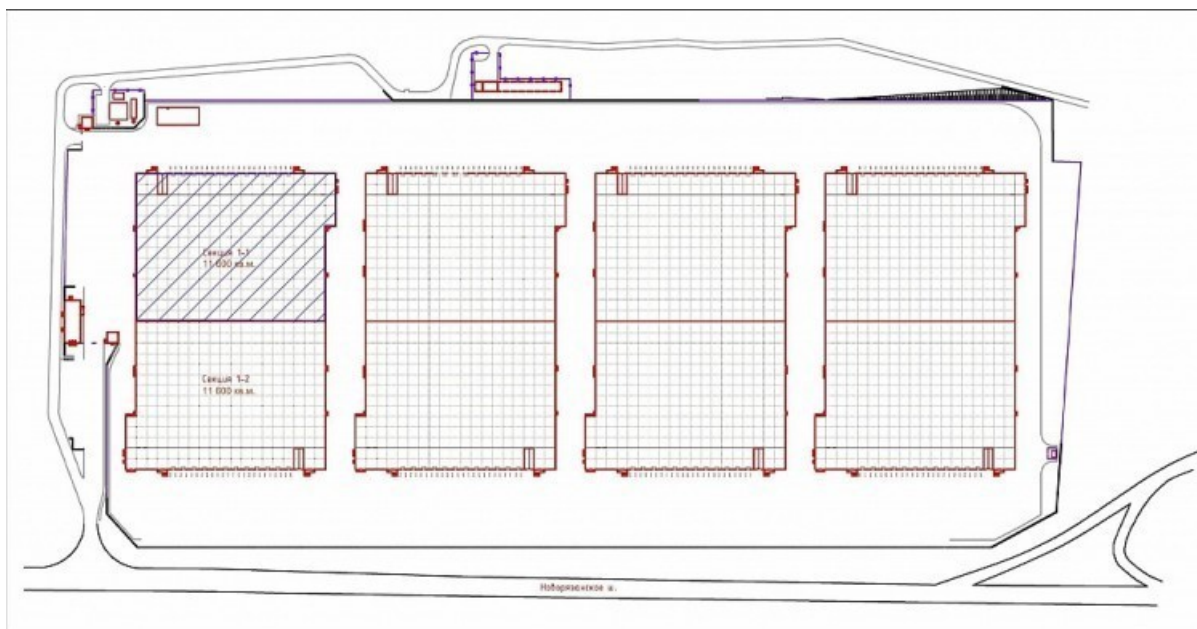 Секция 1-1
11 000 кв.м.
Секция 1-2
11 000 кв.м.
Новорязанское ш.